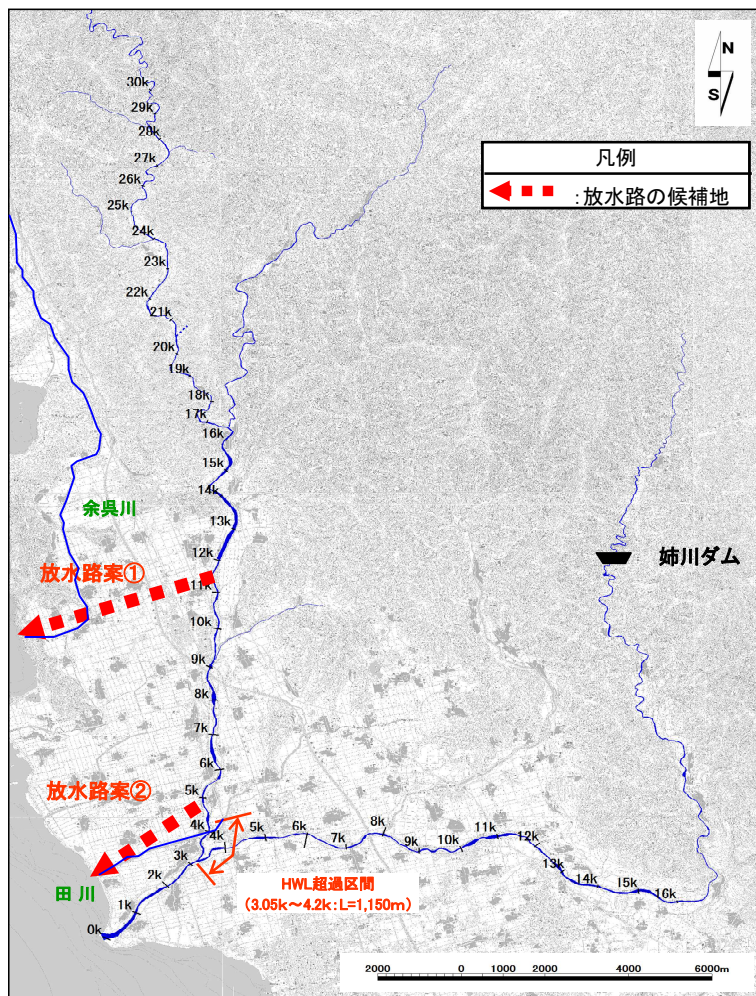 N
S
凡例
:放水路の候補地
30k
29k
28k
27k
26k
25k
24k
23k
22k
21k
20k
19k
18k
17k
16k
15k
14k
13k
12k
11k
10k
9k
8k
7k
6k
5k
4k
余呉川
放水路案①
姉川ダム
放水路案②
4k
5k
6k
7k
8k
9k
10k
11k
12k
13k
14k
15k
16k
3k
2k
1k
0k
田川
HWL超過区間
(3.05k~4.2k:L=1,150m)
2000 0 1000 2000 4000 6000m